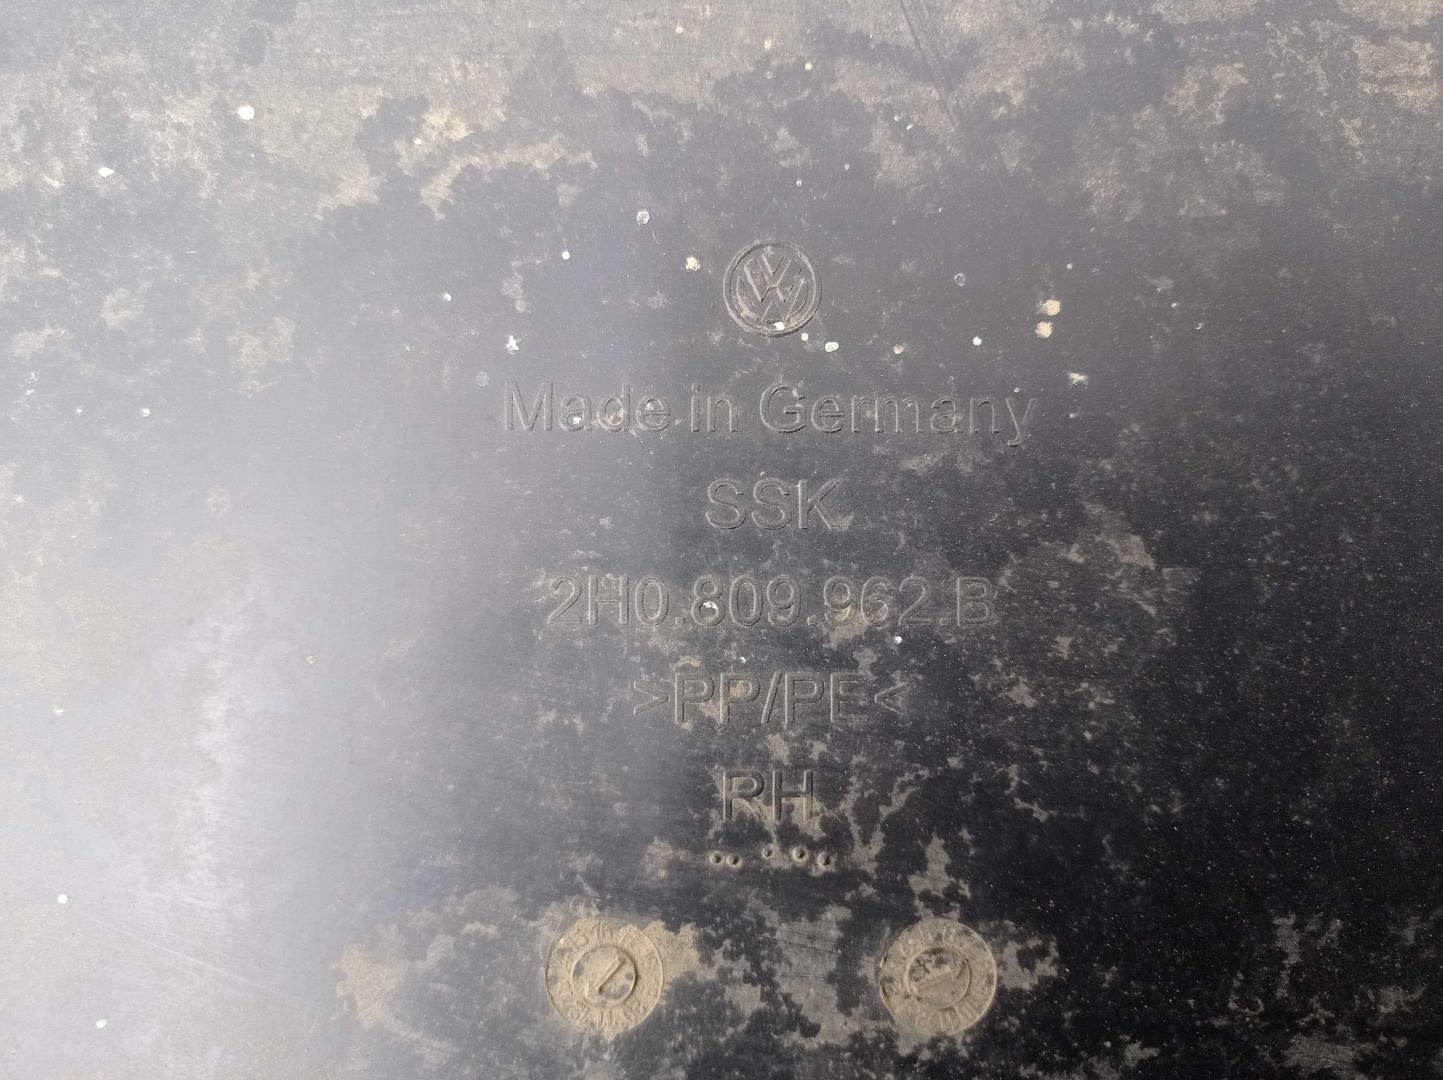 Made in Germany
SSK
2H0.809.962.B
>PP/PE<
RH